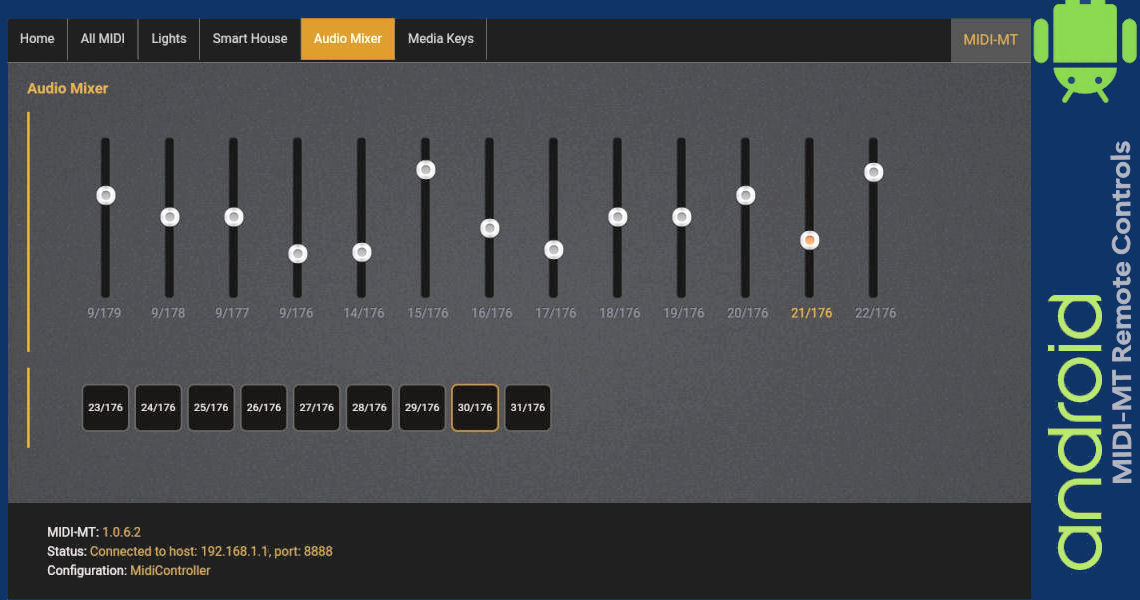 Home All MIDI Lights Smart House Audio Mixer Media Keys MIDI-MT
Audio Mixer
9/179 9/178 9/177 9/176 14/176 15/176 16/176 17/176 18/176 19/176 20/176 21/176 22/176
23/176 24/176 25/176 26/176 27/176 28/176 29/176 30/176 31/176
MIDI-MT: 1.0.6.2
Status: Connected to host: 192.168.1.1, port: 8888
Configuration: MidiController
android
MIDI-MT Remote Controls